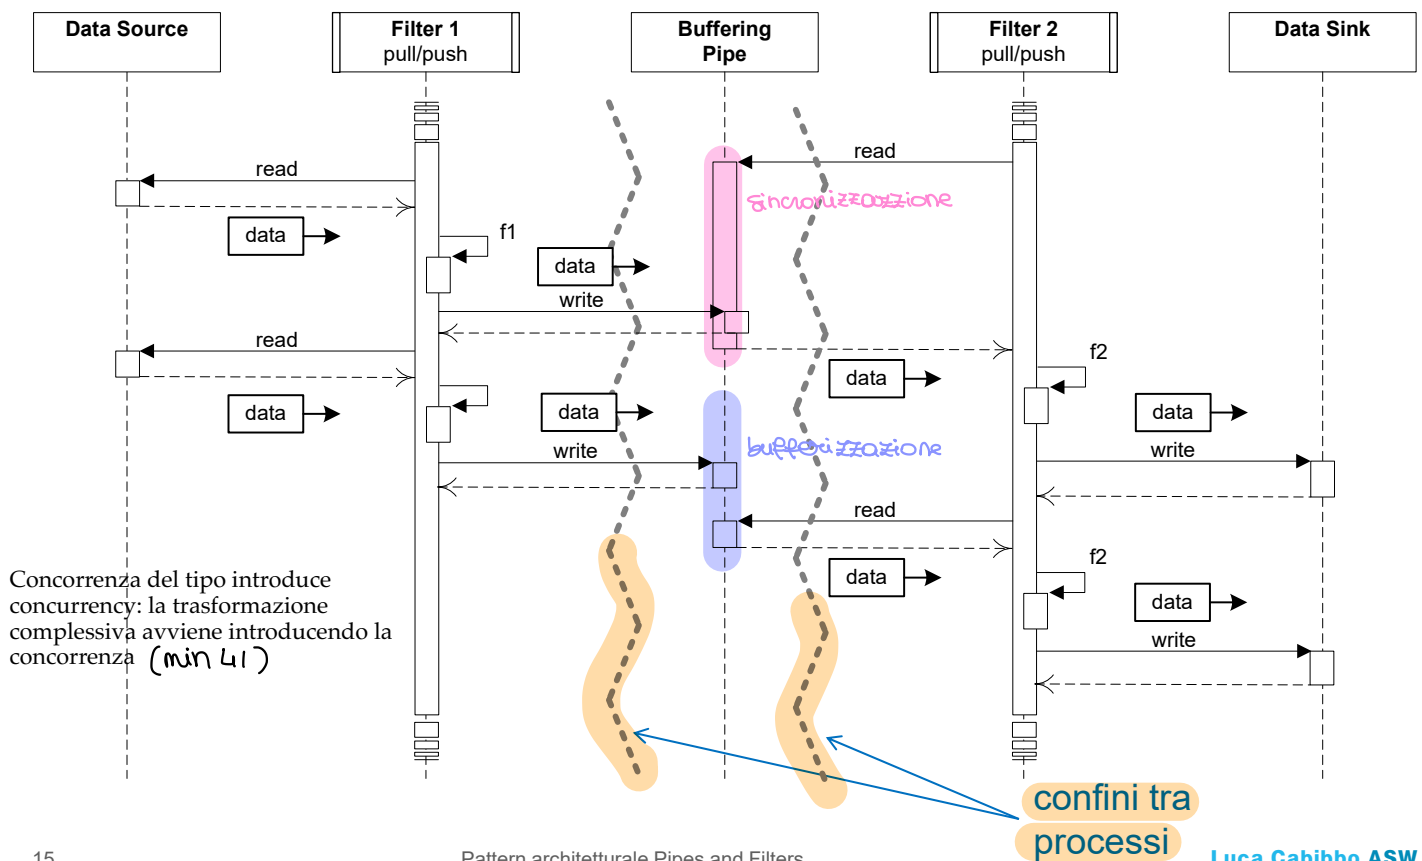 Data Source
Filter 1
pull/push
Buffering
Pipe
Filter 2
pull/push
Data Sink
read
read
sincronizzazione
data
f1
data
write
read
f2
data
data
data
data
bufferizzazione
write
write
read
f2
data
data
write
Concorrenza del tipo introduce
concurrency: la trasformazione
complessiva avviene introducendo la
concorrenza (min 41)
confini tra
processi
15
Pattern architetturale Pipes and Filters
Luca Cabibbo ASW